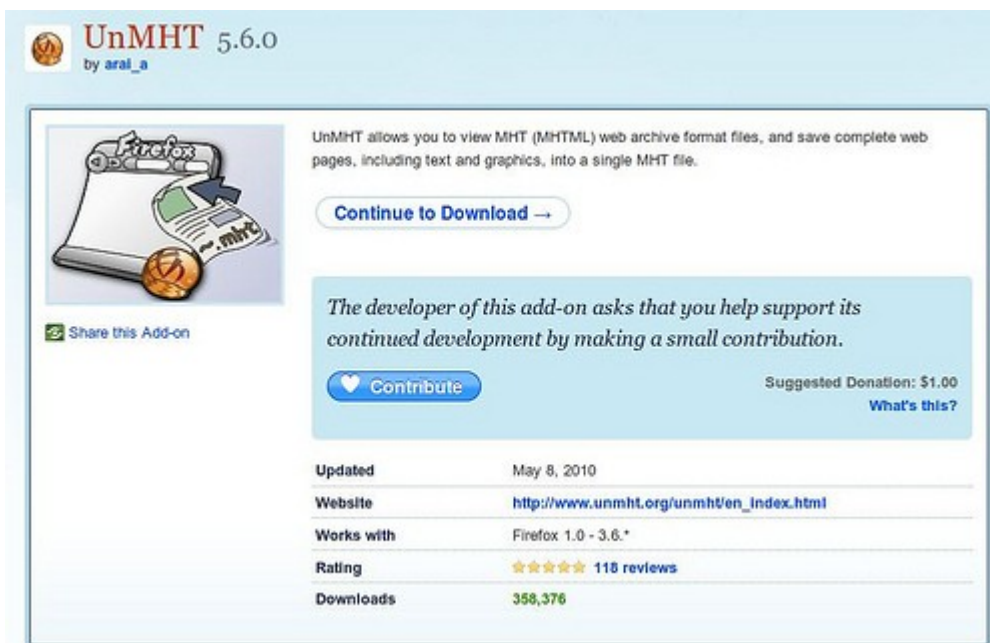 UnMHT 5.6.0
by arai_a
Firefox
~.mht
Share this Add-on
UnMHT allows you to view MHT (MHTML) web archive format files, and save complete web
pages, including text and graphics, into a single MHT file.
Continue to Download →
The developer of this add-on asks that you help support its
continued development by making a small contribution.
Contribute
Suggested Donation: $1.00
What's this?
Updated May 8, 2010
Website http://www.unmht.org/unmht/en_index.html
Works with Firefox 1.0 - 3.6.*
Rating 118 reviews
Downloads 358,376